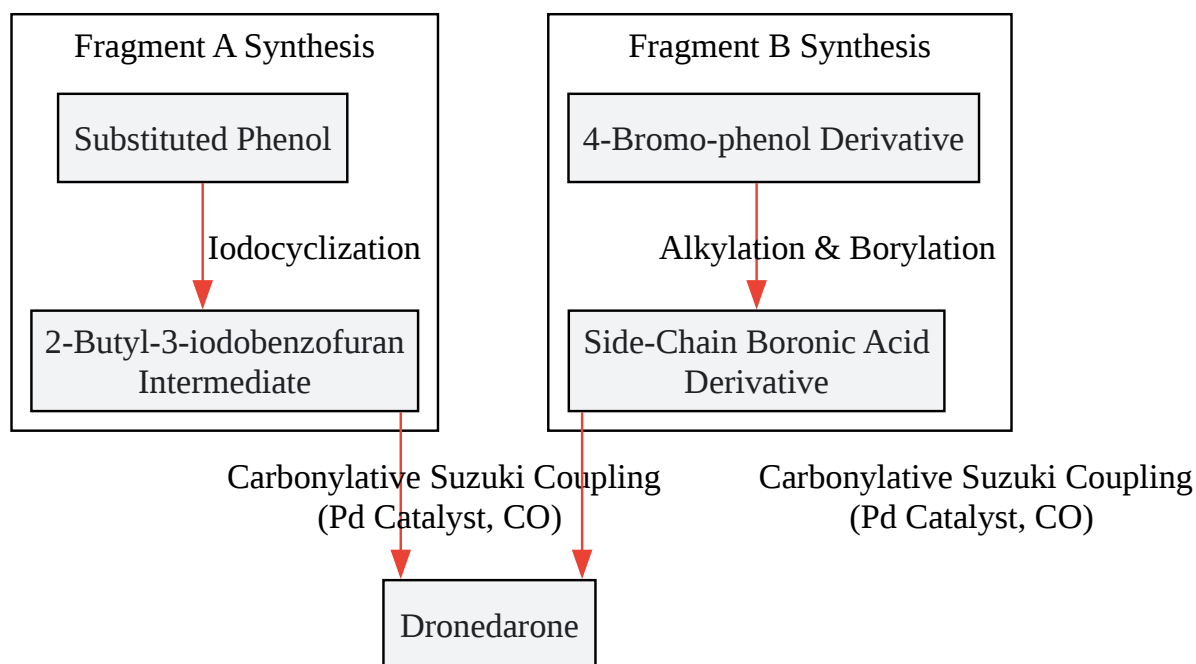 Fragment A Synthesis
Substituted Phenol
Iodocyclization
2-Butyl-3-iodobenzofuran
Intermediate
Fragment B Synthesis
4-Bromo-phenol Derivative
Alkylation & Borylation
Side-Chain Boronic Acid
Derivative
Carbonylative Suzuki Coupling
(Pd Catalyst, CO)
Carbonylative Suzuki Coupling
(Pd Catalyst, CO)
Dronedarone